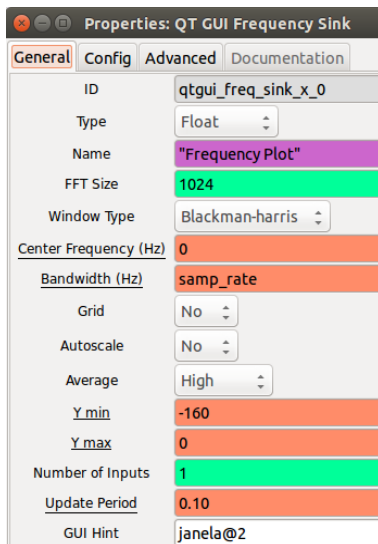 Properties: QT GUI Frequency Sink
General Config Advanced Documentation
ID qtgui_freq_sink_x_0
Type Float
Name "Frequency Plot"
FFT Size 1024
Window Type Blackman-harris
Center Frequency (Hz) 0
Bandwidth (Hz) samp_rate
Grid No
Autoscale No
Average High
Y min -160
Y max 0
Number of Inputs 1
Update Period 0.10
GUI Hint janela@2